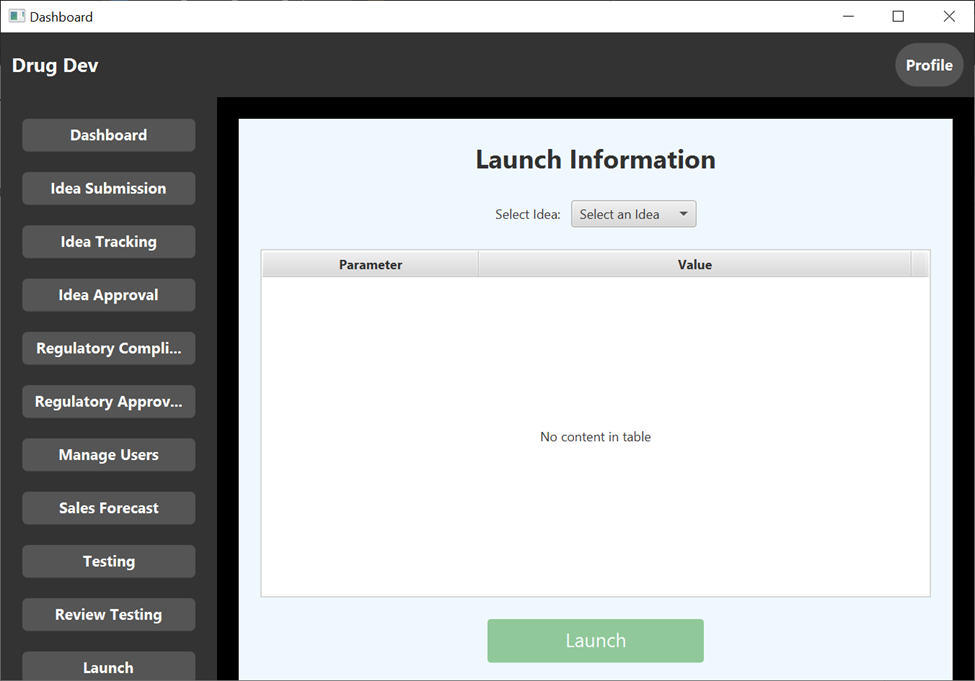 Dashboard
Drug Dev
Profile
Dashboard
Idea Submission
Idea Tracking
Idea Approval
Regulatory Compli...
Regulatory Approv...
Manage Users
Sales Forecast
Testing
Review Testing
Launch
Launch Information
Select Idea: Select an Idea
Parameter Value
No content in table
Launch